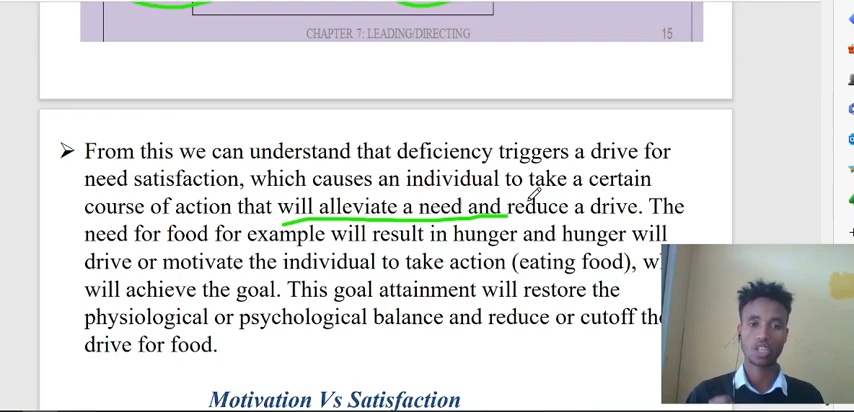 CHAPTER 7: LEADING/DIRECTING 15
➤ From this we can understand that deficiency triggers a drive for
need satisfaction, which causes an individual to take a certain
course of action that will alleviate a need and reduce a drive. The
need for food for example will result in hunger and hunger will
drive or motivate the individual to take action (eating food),
will achieve the goal. This goal attainment will restore the
physiological or psychological balance and reduce or cutoff
drive for food.
Motivation Vs Satisfaction